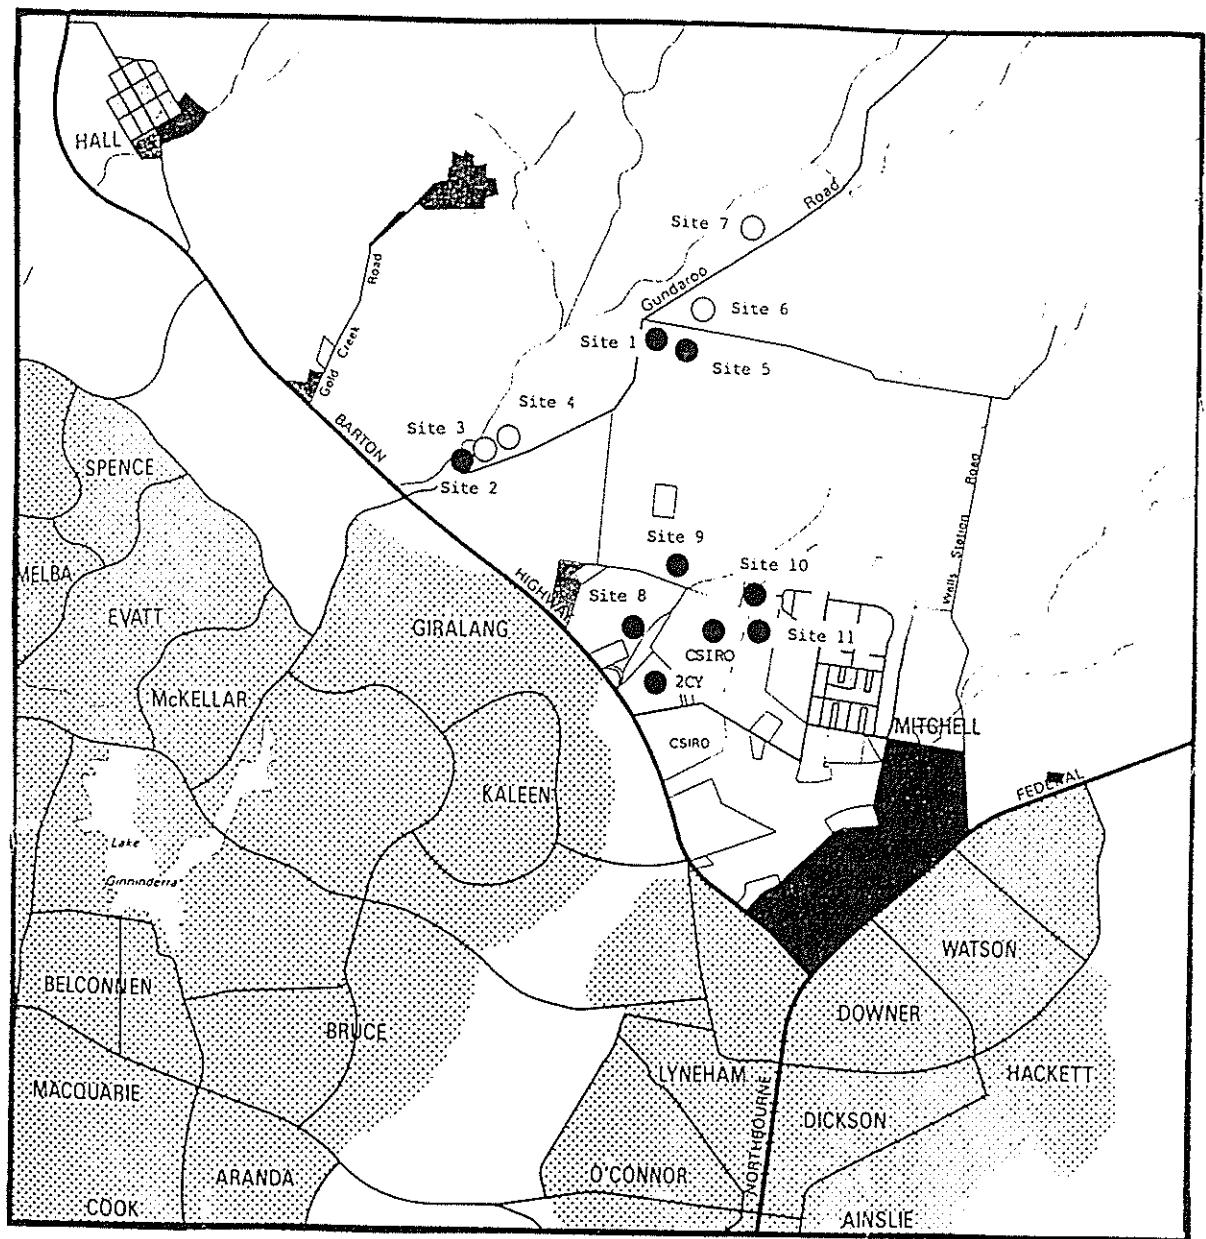 HALL
Site 7
Road
Gundaroo
Road
Site 6
Site 1
Site 5
Gold Creek
Site 4
Site 3
BARTON
Site 2
SPENCE
Road
Site 9
Wells Station
Site 10
MELBA
HIGHWAY
Site 8
EVATT
GIRALANG
Site 11
CSIRO
2CY
McKELLAR
MITCHELL
CSIRO
FEDERAL
KALEEN
Lake
Ginninderra
WATSON
BELCONNEN
DOWNER
BRUCE
LYNEHAM
HACKETT
MACQUARIE
DICKSON
NORTHBOURNE
ARANDA
O'CONNOR
COOK
AINSLIE